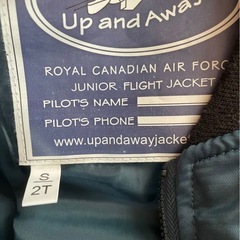 Up and Away
ROYAL CANADIAN AIR FORC
JUNIOR FLIGHT JACKET
PILOT'S NAME
PILOT'S PHONE
www.upandawayjacke
S
2T